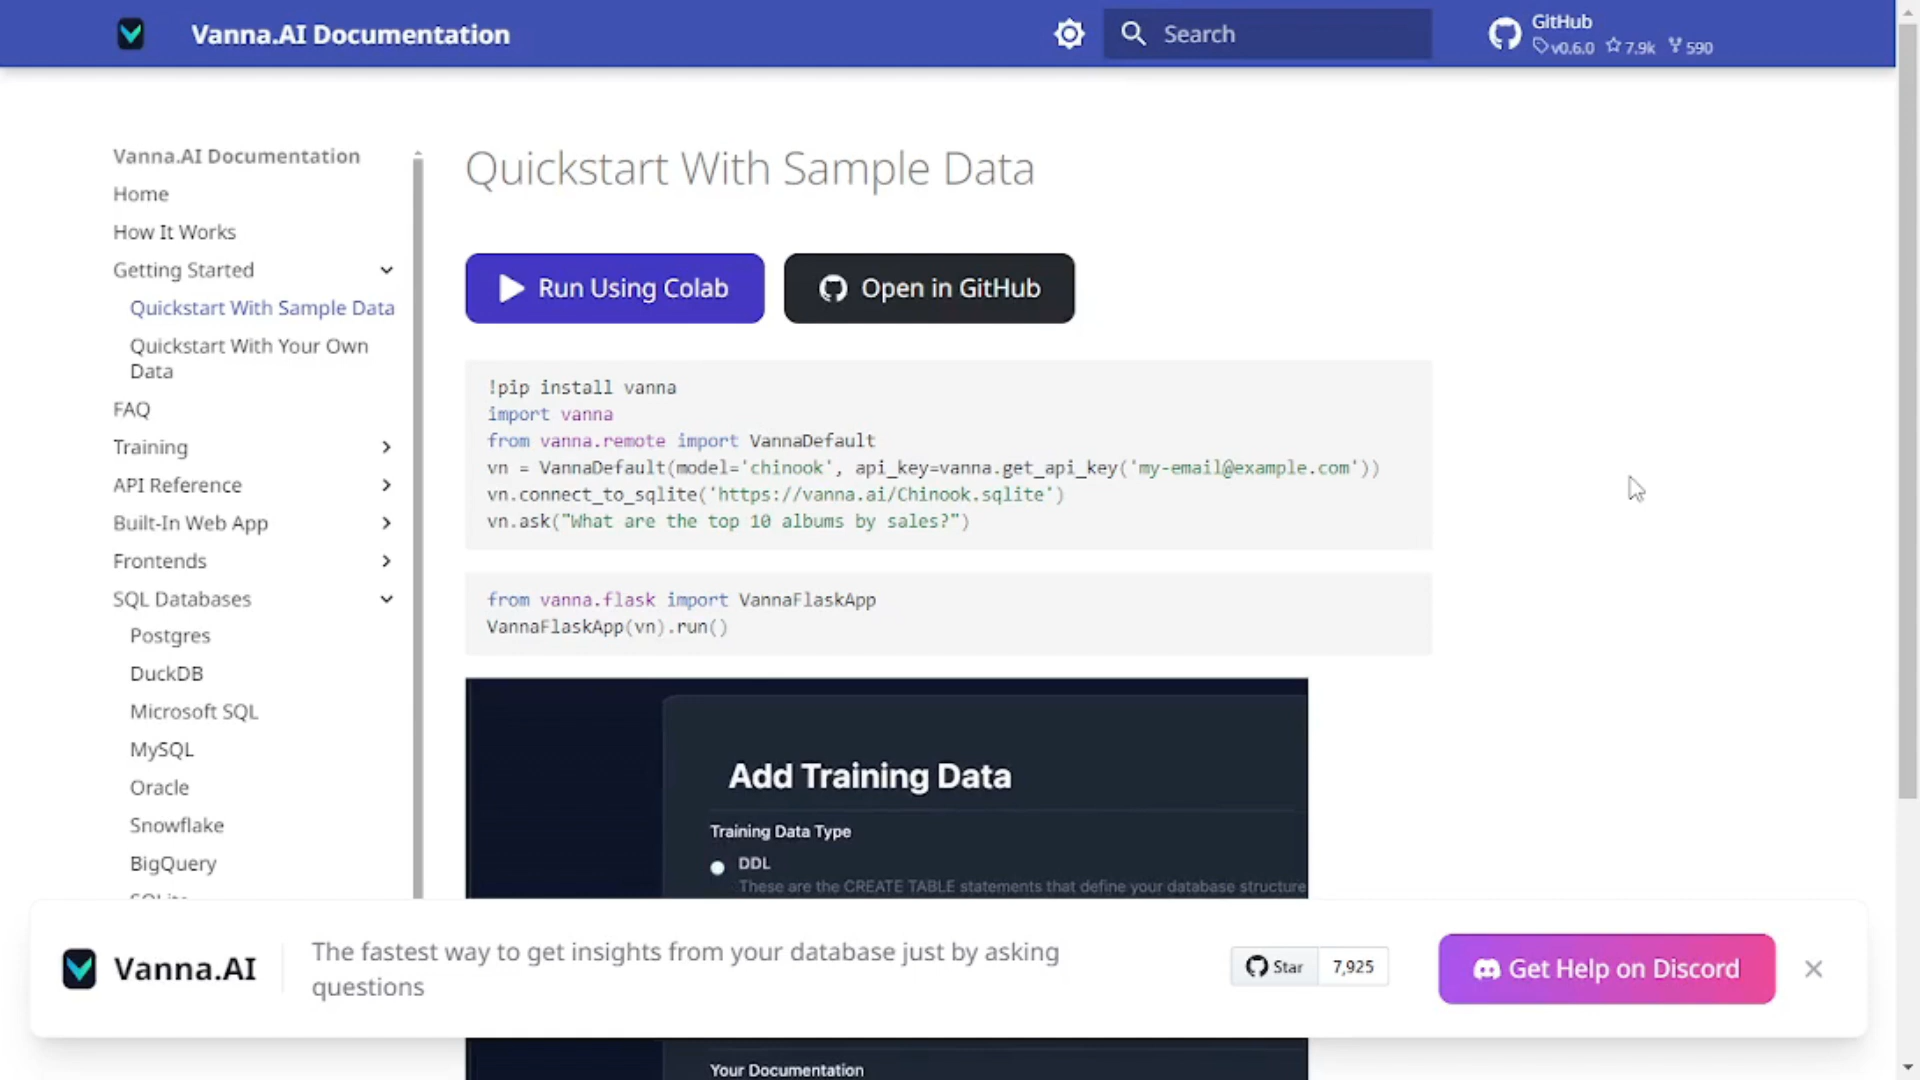 Vanna.AI Documentation
Search
GitHub
v0.6.0 7.9k 590
Vanna.AI Documentation
Home
How It Works
Getting Started
Quickstart With Sample Data
Quickstart With Your Own
Data
FAQ
Training
API Reference
Built-In Web App
Frontends
SQL Databases
Postgres
DuckDB
Microsoft SQL
MySQL
Oracle
Snowflake
BigQuery
Quickstart With Sample Data
Run Using Colab
Open in GitHub
!pip install vanna
import vanna
from vanna.remote import VannaDefault
vn = VannaDefault(model='chinook', api_key=vanna.get_api_key('my-email@example.com'))
vn.connect_to_sqlite('https://vanna.ai/Chinook.sqlite')
vn.ask("What are the top 10 albums by sales?")
from vanna.flask import VannaFlaskApp
VannaFlaskApp(vn).run()
Add Training Data
Training Data Type
DDL
These are the CREATE TABLE statements that define your database structure
Vanna.AI
The fastest way to get insights from your database just by asking
questions
Star 7,925
Get Help on Discord
Your Documentation